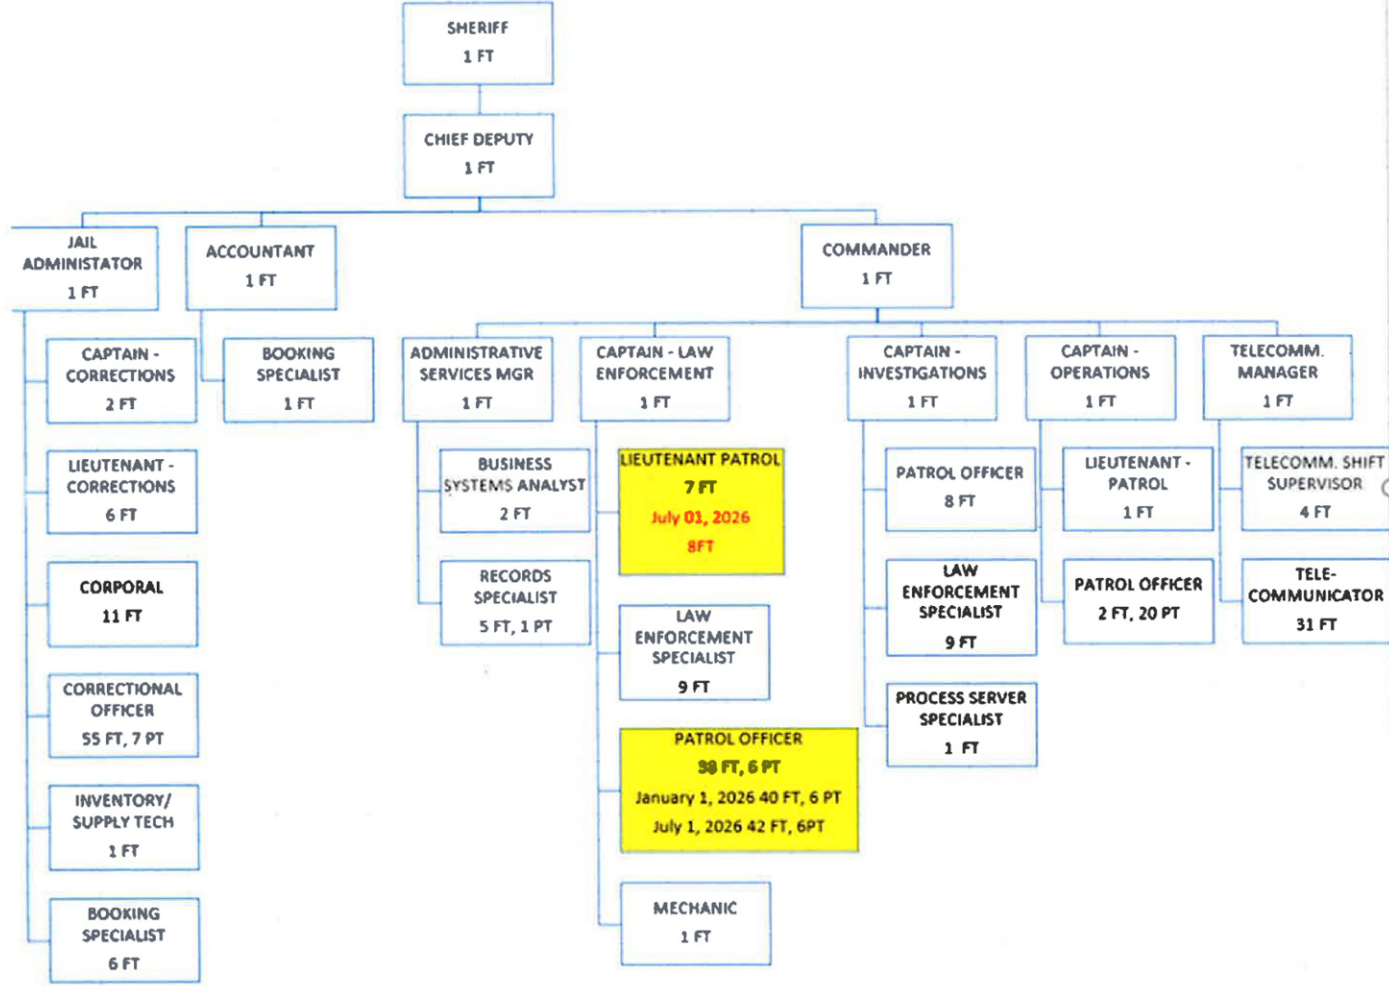 SHERIFF
1 FT
CHIEF DEPUTY
1 FT
JAIL
ADMINISTATOR
1 FT
ACCOUNTANT
1 FT
COMMANDER
1 FT
CAPTAIN -
CORRECTIONS
2 FT
BOOKING
SPECIALIST
1 FT
ADMINISTRATIVE
SERVICES MGR
1 FT
CAPTAIN - LAW
ENFORCEMENT
1 FT
CAPTAIN -
INVESTIGATIONS
1 FT
CAPTAIN -
OPERATIONS
1 FT
TELECOMM.
MANAGER
1 FT
LIEUTENANT -
CORRECTIONS
6 FT
CORPORAL
11 FT
CORRECTIONAL
OFFICER
55 FT, 7 PT
INVENTORY/
SUPPLY TECH
1 FT
BOOKING
SPECIALIST
6 FT
BUSINESS
SYSTEMS ANALYST
2 FT
RECORDS
SPECIALIST
5 FT, 1 PT
LIEUTENANT PATROL
7 FT
July 01, 2026
8FT
LAW
ENFORCEMENT
SPECIALIST
9 FT
PATROL OFFICER
38 FT, 6 PT
January 1, 2026 40 FT, 6 PT
July 1, 2026 42 FT, 6PT
MECHANIC
1 FT
PATROL OFFICER
8 FT
LAW
ENFORCEMENT
SPECIALIST
9 FT
PROCESS SERVER
SPECIALIST
1 FT
LIEUTENANT -
PATROL
1 FT
PATROL OFFICER
2 FT, 20 PT
TELECOMM. SHIFT
SUPERVISOR
4 FT
TELE-
COMMUNICATOR
31 FT